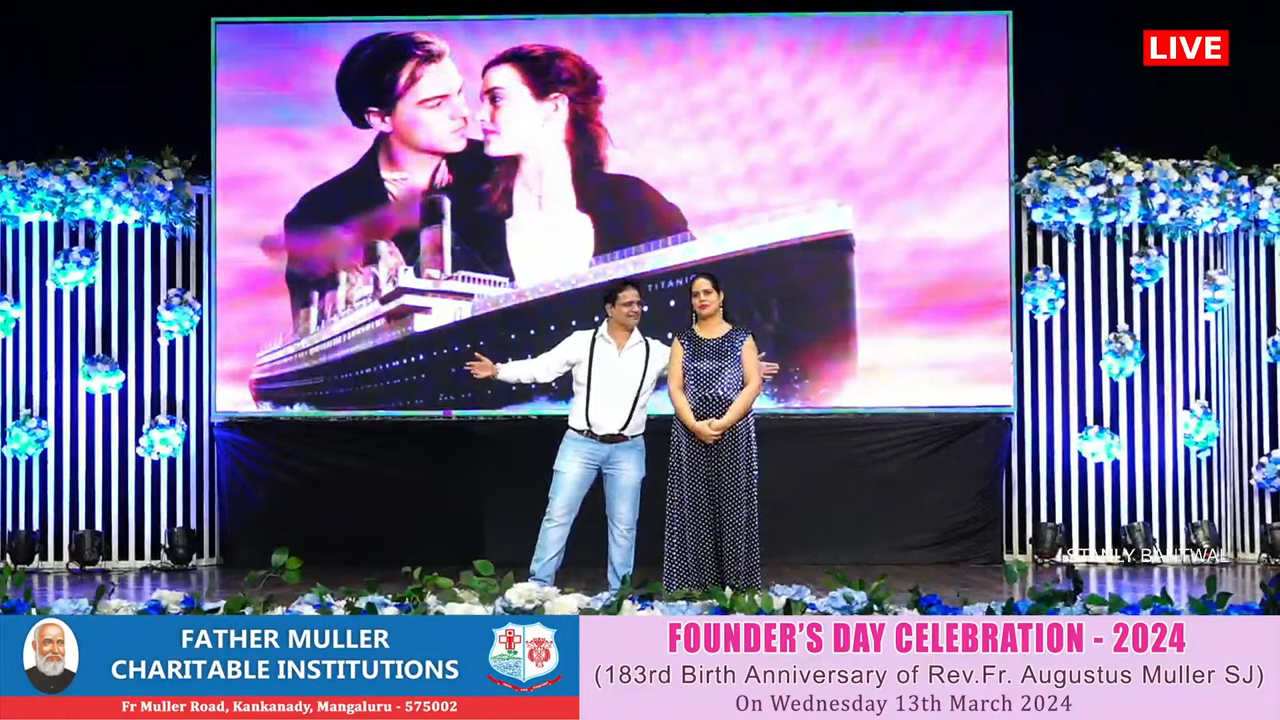 LIVE
TITANIC
STANLY BANTWAL
FATHER MULLER
CHARITABLE INSTITUTIONS
Fr Muller Road, Kankanady, Mangaluru - 575002
FOUNDER'S DAY CELEBRATION - 2024
(183rd Birth Anniversary of Rev.Fr. Augustus Muller SJ)
On Wednesday 13th March 2024